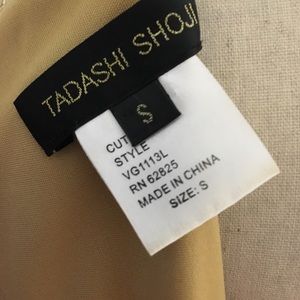 TADASHI SHOJI
S
CUT
STYLE
VG1113L
RN 62825
MADE IN CHINA
SIZE: S